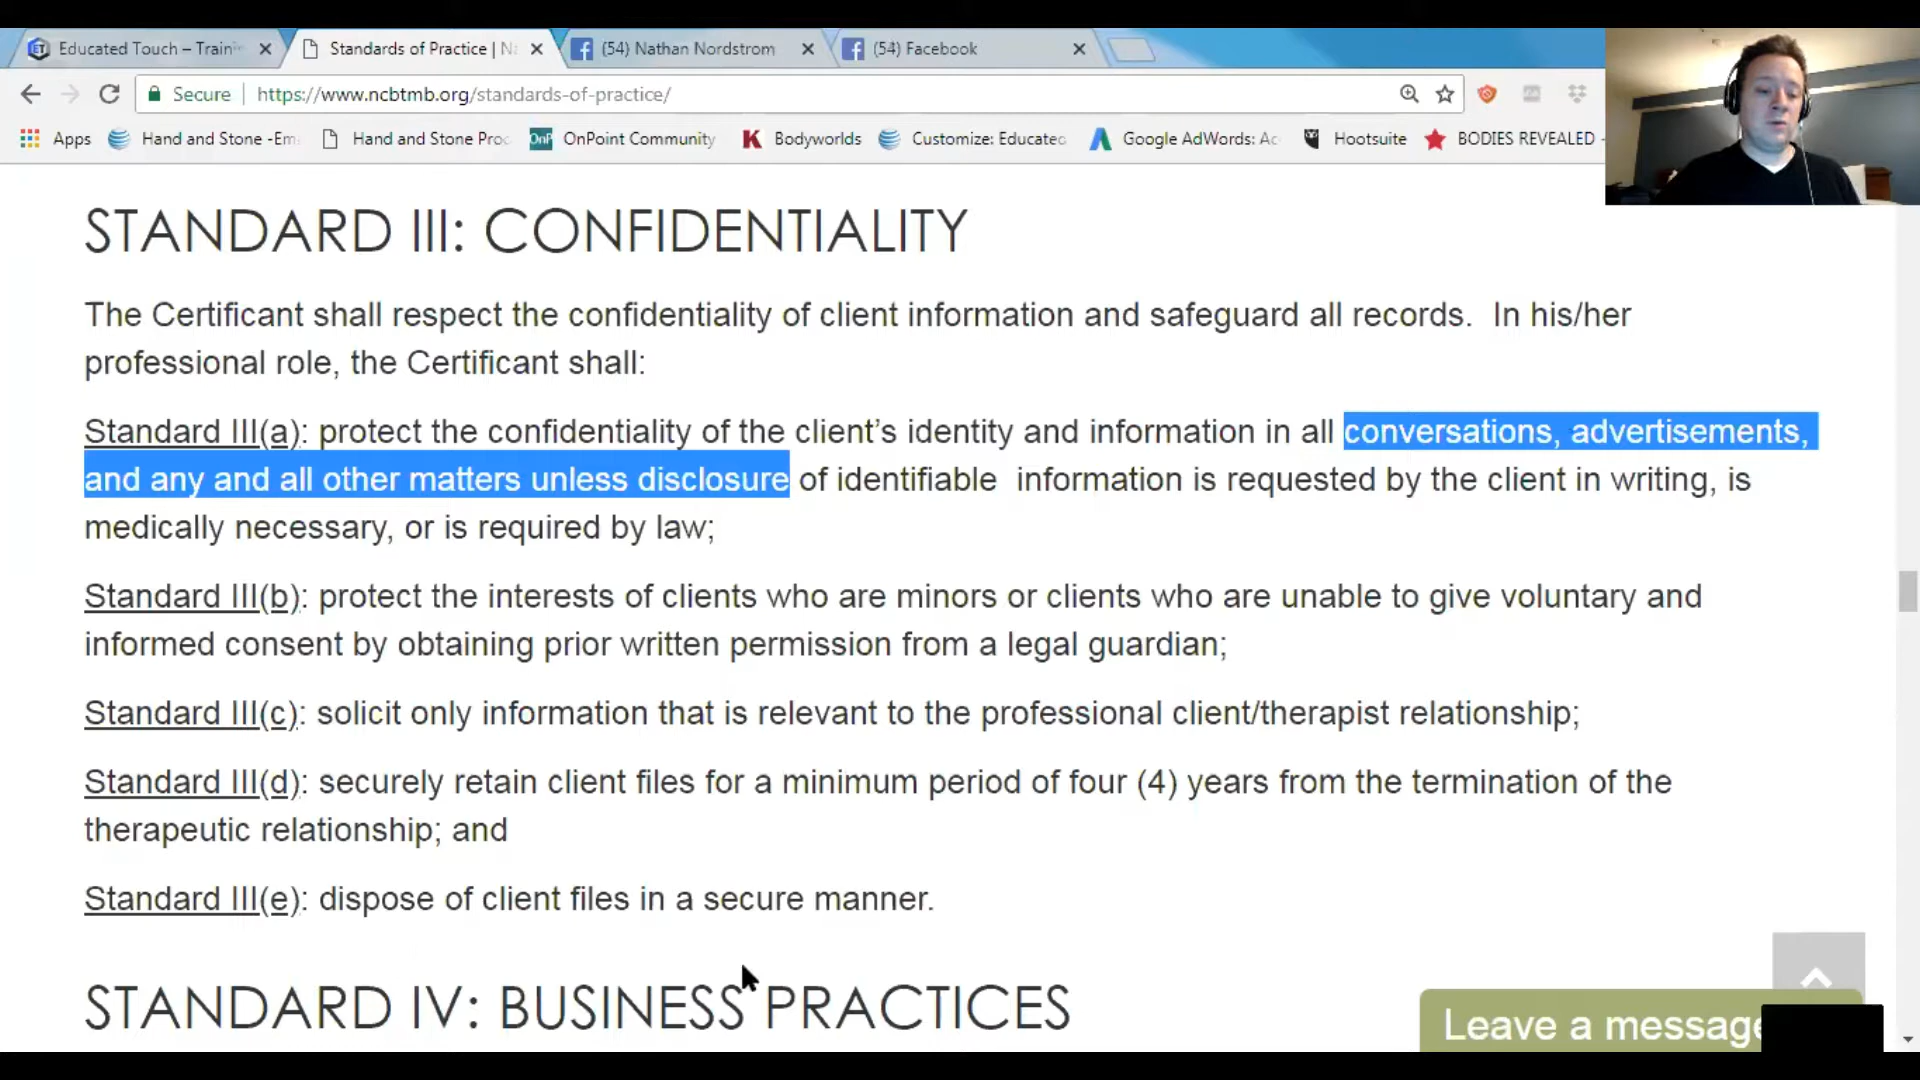 Educated Touch – Train
Standards of Practice | N
(54) Nathan Nordstrom
(54) Facebook
Secure
https://www.ncbtmb.org/standards-of-practice/
Apps
Hand and Stone -Em
Hand and Stone Proc
OnPoint Community
Bodyworlds
Customize: Educated
Google AdWords: Ac
Hootsuite
BODIES REVEALED -
STANDARD III: CONFIDENTIALITY
The Certificant shall respect the confidentiality of client information and safeguard all records.  In his/her
professional role, the Certificant shall:
Standard III(a): protect the confidentiality of the client’s identity and information in all conversations, advertisements,
and any and all other matters unless disclosure of identifiable  information is requested by the client in writing, is
medically necessary, or is required by law;
Standard III(b): protect the interests of clients who are minors or clients who are unable to give voluntary and
informed consent by obtaining prior written permission from a legal guardian;
Standard III(c): solicit only information that is relevant to the professional client/therapist relationship;
Standard III(d): securely retain client files for a minimum period of four (4) years from the termination of the
therapeutic relationship; and
Standard III(e): dispose of client files in a secure manner.
STANDARD IV: BUSINESS PRACTICES
Leave a message